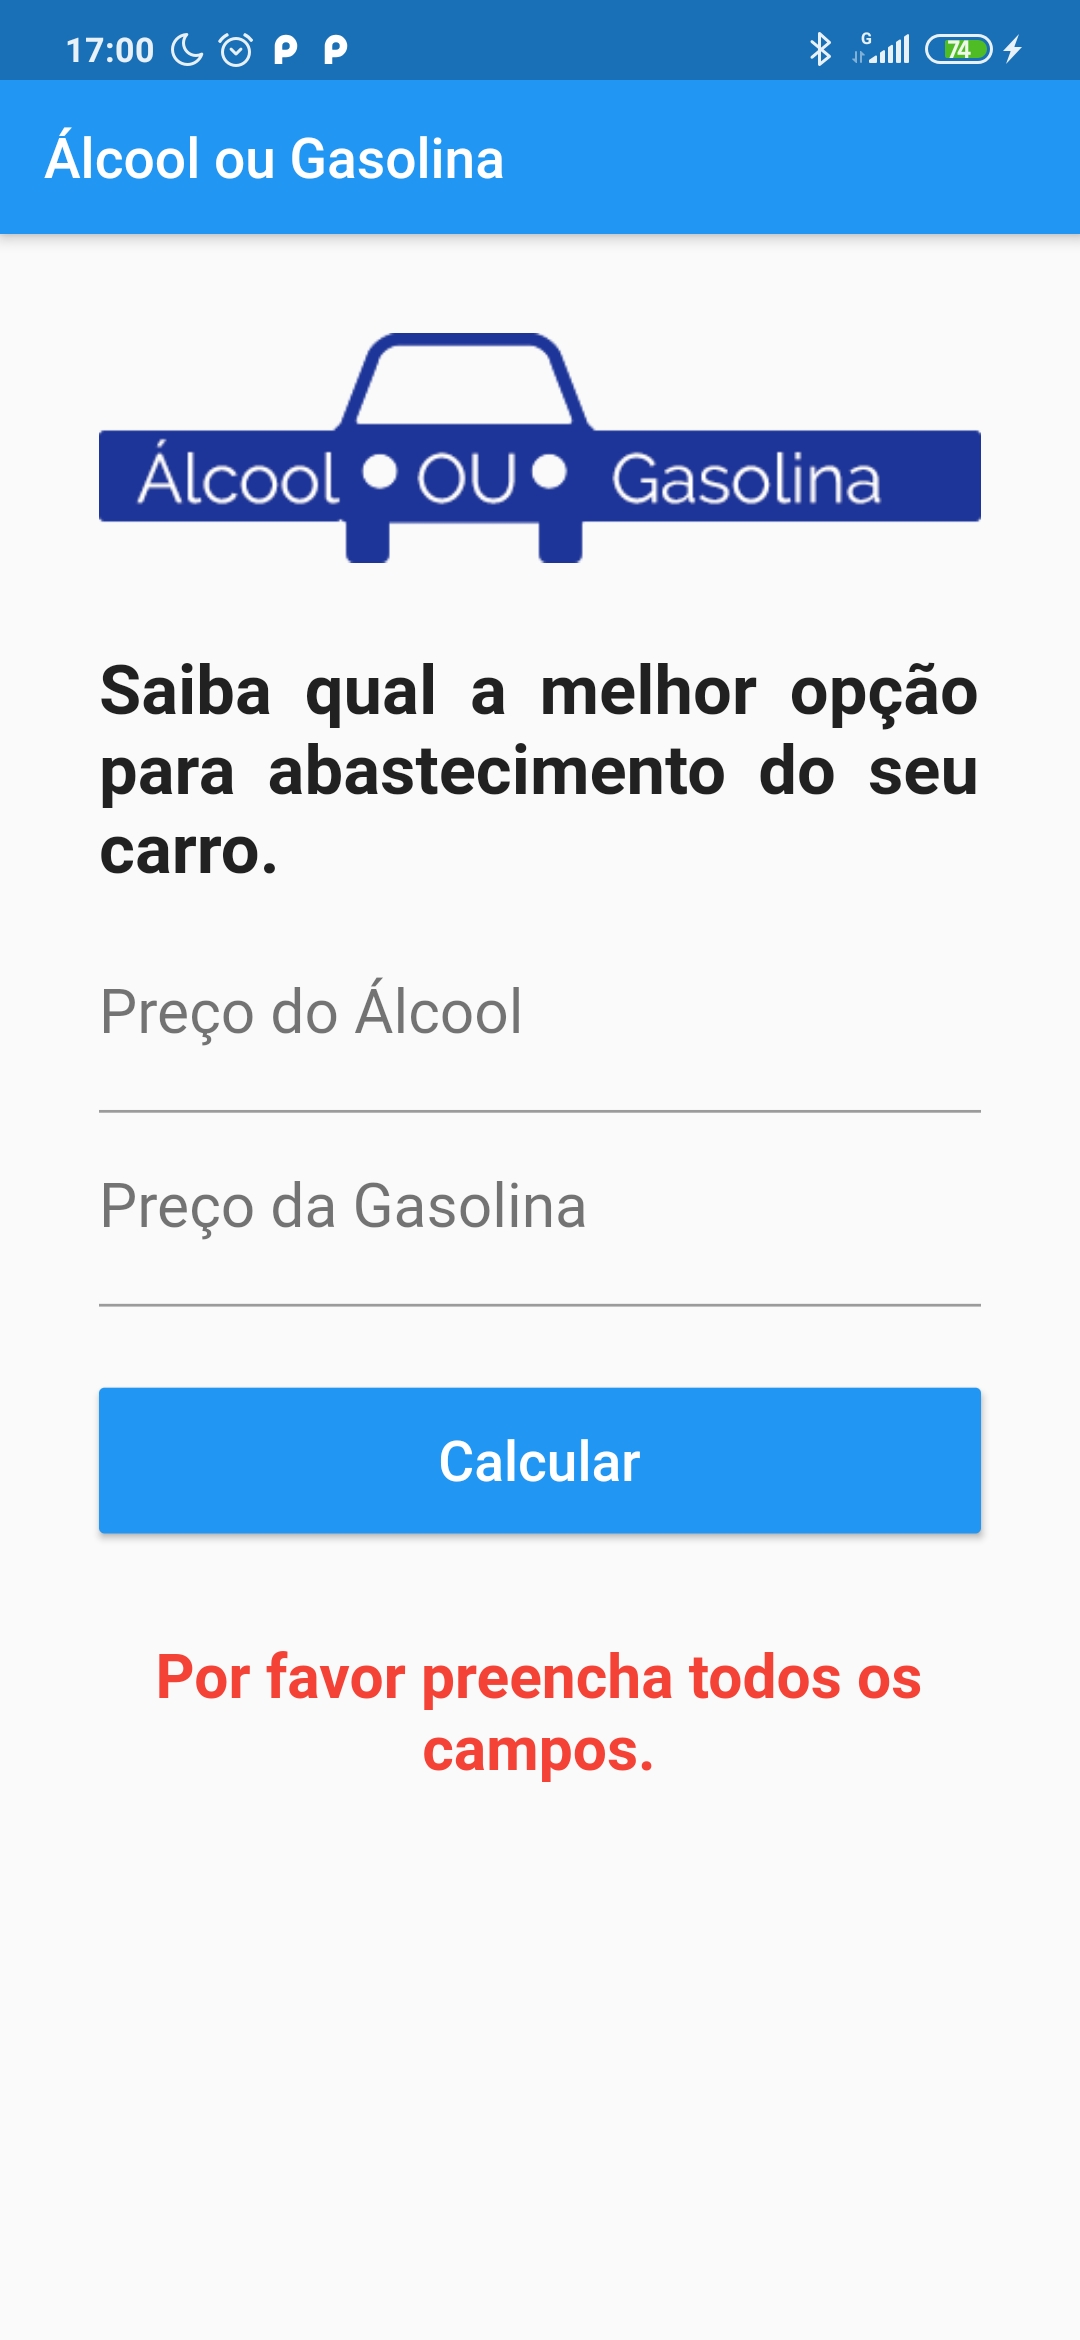 17:00
G
74
Álcool ou Gasolina
Álcool OU Gasolina
Saiba qual a melhor opção
para abastecimento do seu
carro.
Preço do Álcool
Preço da Gasolina
Calcular
Por favor preencha todos os
campos.